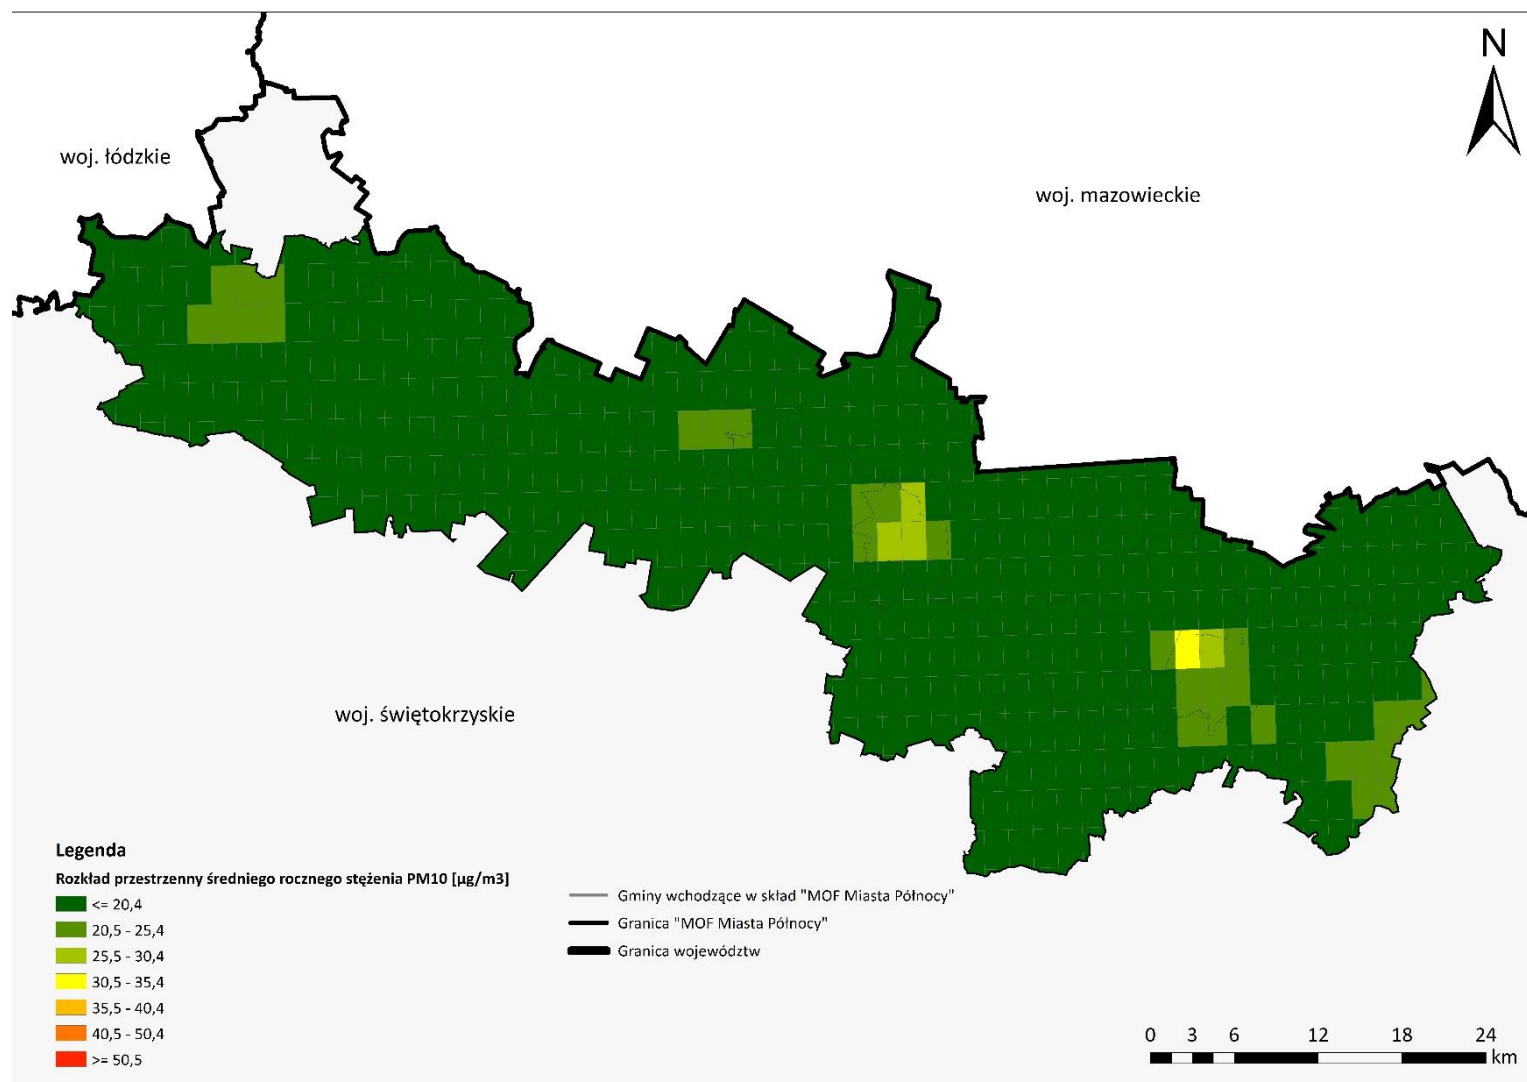 N
woj. łódzkie
woj. mazowieckie
woj. świętokrzyskie
Legenda
Rozkład przestrzenny średniego rocznego stężenia PM10 [µg/m3]
<= 20,4
20,5 - 25,4
25,5 - 30,4
30,5 - 35,4
35,5 - 40,4
40,5 - 50,4
>= 50,5
Gminy wchodzące w skład "MOF Miasta Północy"
Granica "MOF Miasta Północy"
Granica województw
0 3 6 12 18 24
km